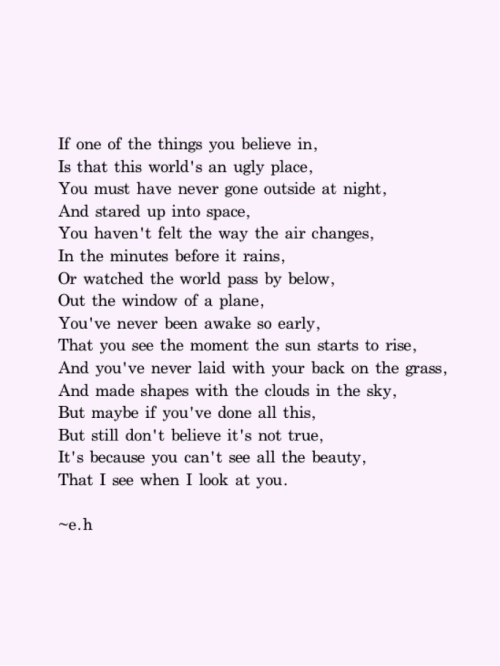 If one of the things you believe in,
Is that this world's an ugly place,
You must have never gone outside at night,
And stared up into space,
You haven't felt the way the air changes,
In the minutes before it rains,
Or watched the world pass by below,
Out the window of a plane,
You've never been awake so early,
That you see the moment the sun starts to rise,
And you've never laid with your back on the grass,
And made shapes with the clouds in the sky,
But maybe if you've done all this,
But still don't believe it's not true,
It's because you can't see all the beauty,
That I see when I look at you.
~e.h